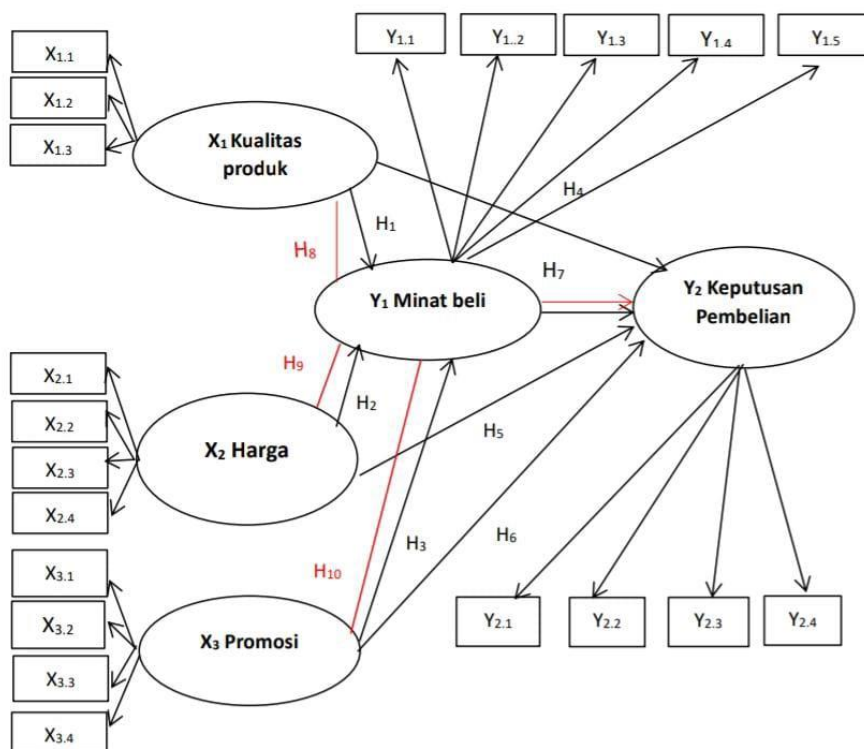 Y1.1
Y1..2
Y1.3
Y1.4
Y1.5
X1.1
X1.2
X1.3
X1 Kualitas
produk
H4
H1
H8
H7
Y1 Minat beli
Y2 Keputusan
Pembelian
H9
H2
X2.1
X2.2
X2.3
X2.4
X2 Harga
H5
H3
H6
H10
X3.1
X3.2
X3.3
X3.4
X3 Promosi
Y2.1
Y2.2
Y2.3
Y2.4